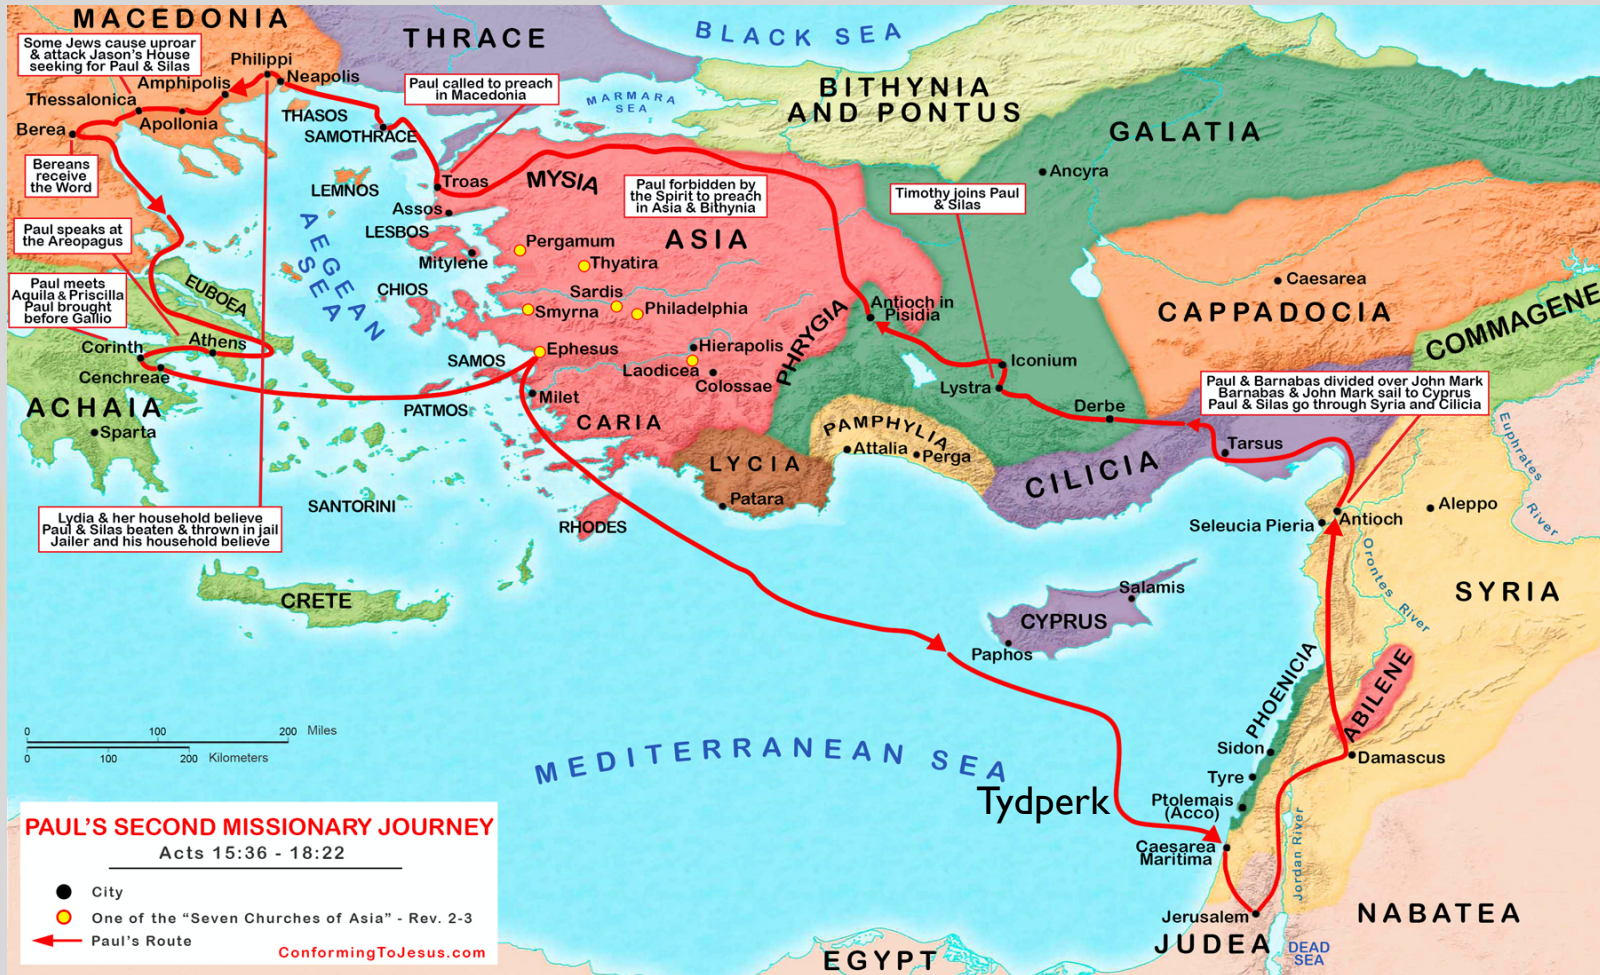 MACEDONIA
THRACE
BLACK SEA
Some Jews cause uproar
& attack Jason's House
seeking for Paul & Silas
Philippi
Neapolis
Amphipolis
Thessalonica
Apollonia
Berea
THASOS
SAMOTHRACE
Paul called to preach
in Macedonia
MARMARA
SEA
BITHYNIA
AND PONTUS
GALATIA
Ancyra
Bereans
receive
the Word
LEMNOS
Troas
MYSIA
Assos
LESBOS
Mitylene
Paul forbidden by
the Spirit to preach
in Asia & Bithynia
Timothy joins Paul
& Silas
Paul speaks at
the Areopagus
AEGEAN
SEA
ASIA
Pergamum
Thyatira
Sardis
Philadelphia
Smyrna
CHIOS
EUBOEA
Paul meets
Aquila & Priscilla
Paul brought
before Gallio
Corinth
Athens
Cenchreae
ACHAIA
Sparta
SAMOS
Ephesus
Hierapolis
Laodicea
Colossae
PHRYGIA
Antioch in
Pisidia
Iconium
Lystra
Derbe
Caesarea
CAPPADOCIA
COMMAGENE
Paul & Barnabas divided over John Mark
Barnabas & John Mark sail to Cyprus
Paul & Silas go through Syria and Cilicia
PATMOS
Milet
CARIA
LYCIA
Patara
PAMPHYLIA
Attalia
Perga
CILICIA
Tarsus
Euphrates
River
SANTORINI
RHODES
Lydia & her household believe
Paul & Silas beaten & thrown in jail
Jailer and his household believe
Seleucia Pieria
Antioch
Aleppo
Orontes River
SYRIA
CRETE
Salamis
CYPRUS
Paphos
PHOENICIA
ABILENE
Sidon
Damascus
Tyre
Ptolemais
(Acco)
MEDITERRANEAN SEA
Tydperk
Caesarea
Maritima
Jordan River
Jerusalem
JUDEA
DEAD
SEA
NABATEA
EGYPT
0 100 200 Miles
0 100 200 Kilometers
PAUL'S SECOND MISSIONARY JOURNEY
Acts 15:36 - 18:22
City
One of the “Seven Churches of Asia” - Rev. 2-3
Paul's Route
ConformingToJesus.com